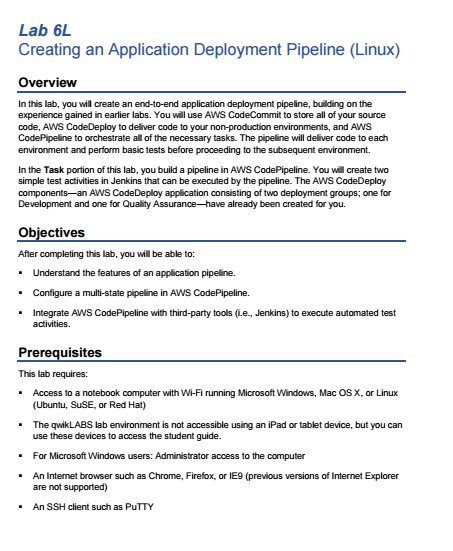 Lab 6L
Creating an Application Deployment Pipeline (Linux)
Overview
In this lab, you will create an end-to-end application deployment pipeline, building on the
experience gained in earlier labs. You will use AWS CodeCommit to store all of your source
code, AWS CodeDeploy to deliver code to your non-production environments, and AWS
CodePipeline to orchestrate all of the necessary tasks. The pipeline will deliver code to each
environment and perform basic tests before proceeding to the subsequent environment.
In the Task portion of this lab, you build a pipeline in AWS CodePipeline. You will create two
simple test activities in Jenkins that can be executed by the pipeline. The AWS CodeDeploy
components—an AWS CodeDeploy application consisting of two deployment groups; one for
Development and one for Quality Assurance—have already been created for you.
Objectives
After completing this lab, you will be able to:
▪ Understand the features of an application pipeline.
▪ Configure a multi-state pipeline in AWS CodePipeline.
▪ Integrate AWS CodePipeline with third-party tools (i.e., Jenkins) to execute automated test
activities.
Prerequisites
This lab requires:
▪ Access to a notebook computer with Wi-Fi running Microsoft Windows, Mac OS X, or Linux
(Ubuntu, SuSE, or Red Hat)
▪ The qwikLABS lab environment is not accessible using an iPad or tablet device, but you can
use these devices to access the student guide.
▪ For Microsoft Windows users: Administrator access to the computer
▪ An Internet browser such as Chrome, Firefox, or IE9 (previous versions of Internet Explorer
are not supported)
▪ An SSH client such as PuTTY